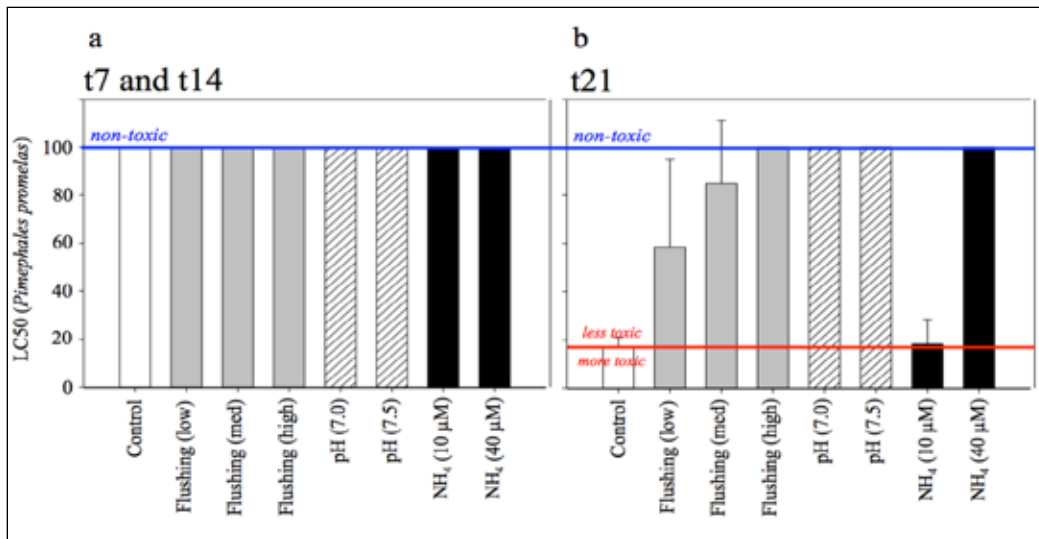 a
t7 and t14
non-toxic
LC50 (Pimephales promelas)
100
80
60
40
20
0
Control
Flushing (low)
Flushing (med)
Flushing (high)
pH (7.0)
pH (7.5)
NH₄ (10 µM)
NH₄ (40 µM)
b
t21
non-toxic
less toxic
more toxic
Control
Flushing (low)
Flushing (med)
Flushing (high)
pH (7.0)
pH (7.5)
NH₄ (10 µM)
NH₄ (40 µM)